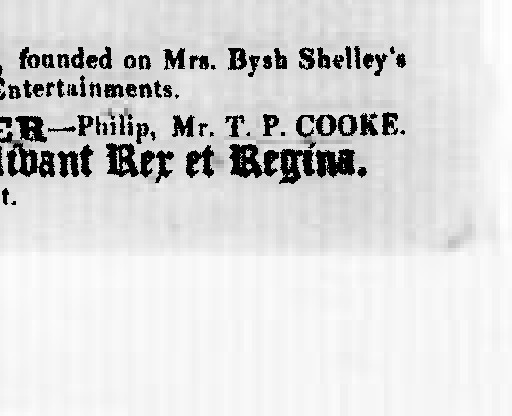 , founded on Mrs. Bysh Shelley's
Entertainments.
ER—Philip, Mr. T. P. COOKE.
ivant Rex et Regina.
t.